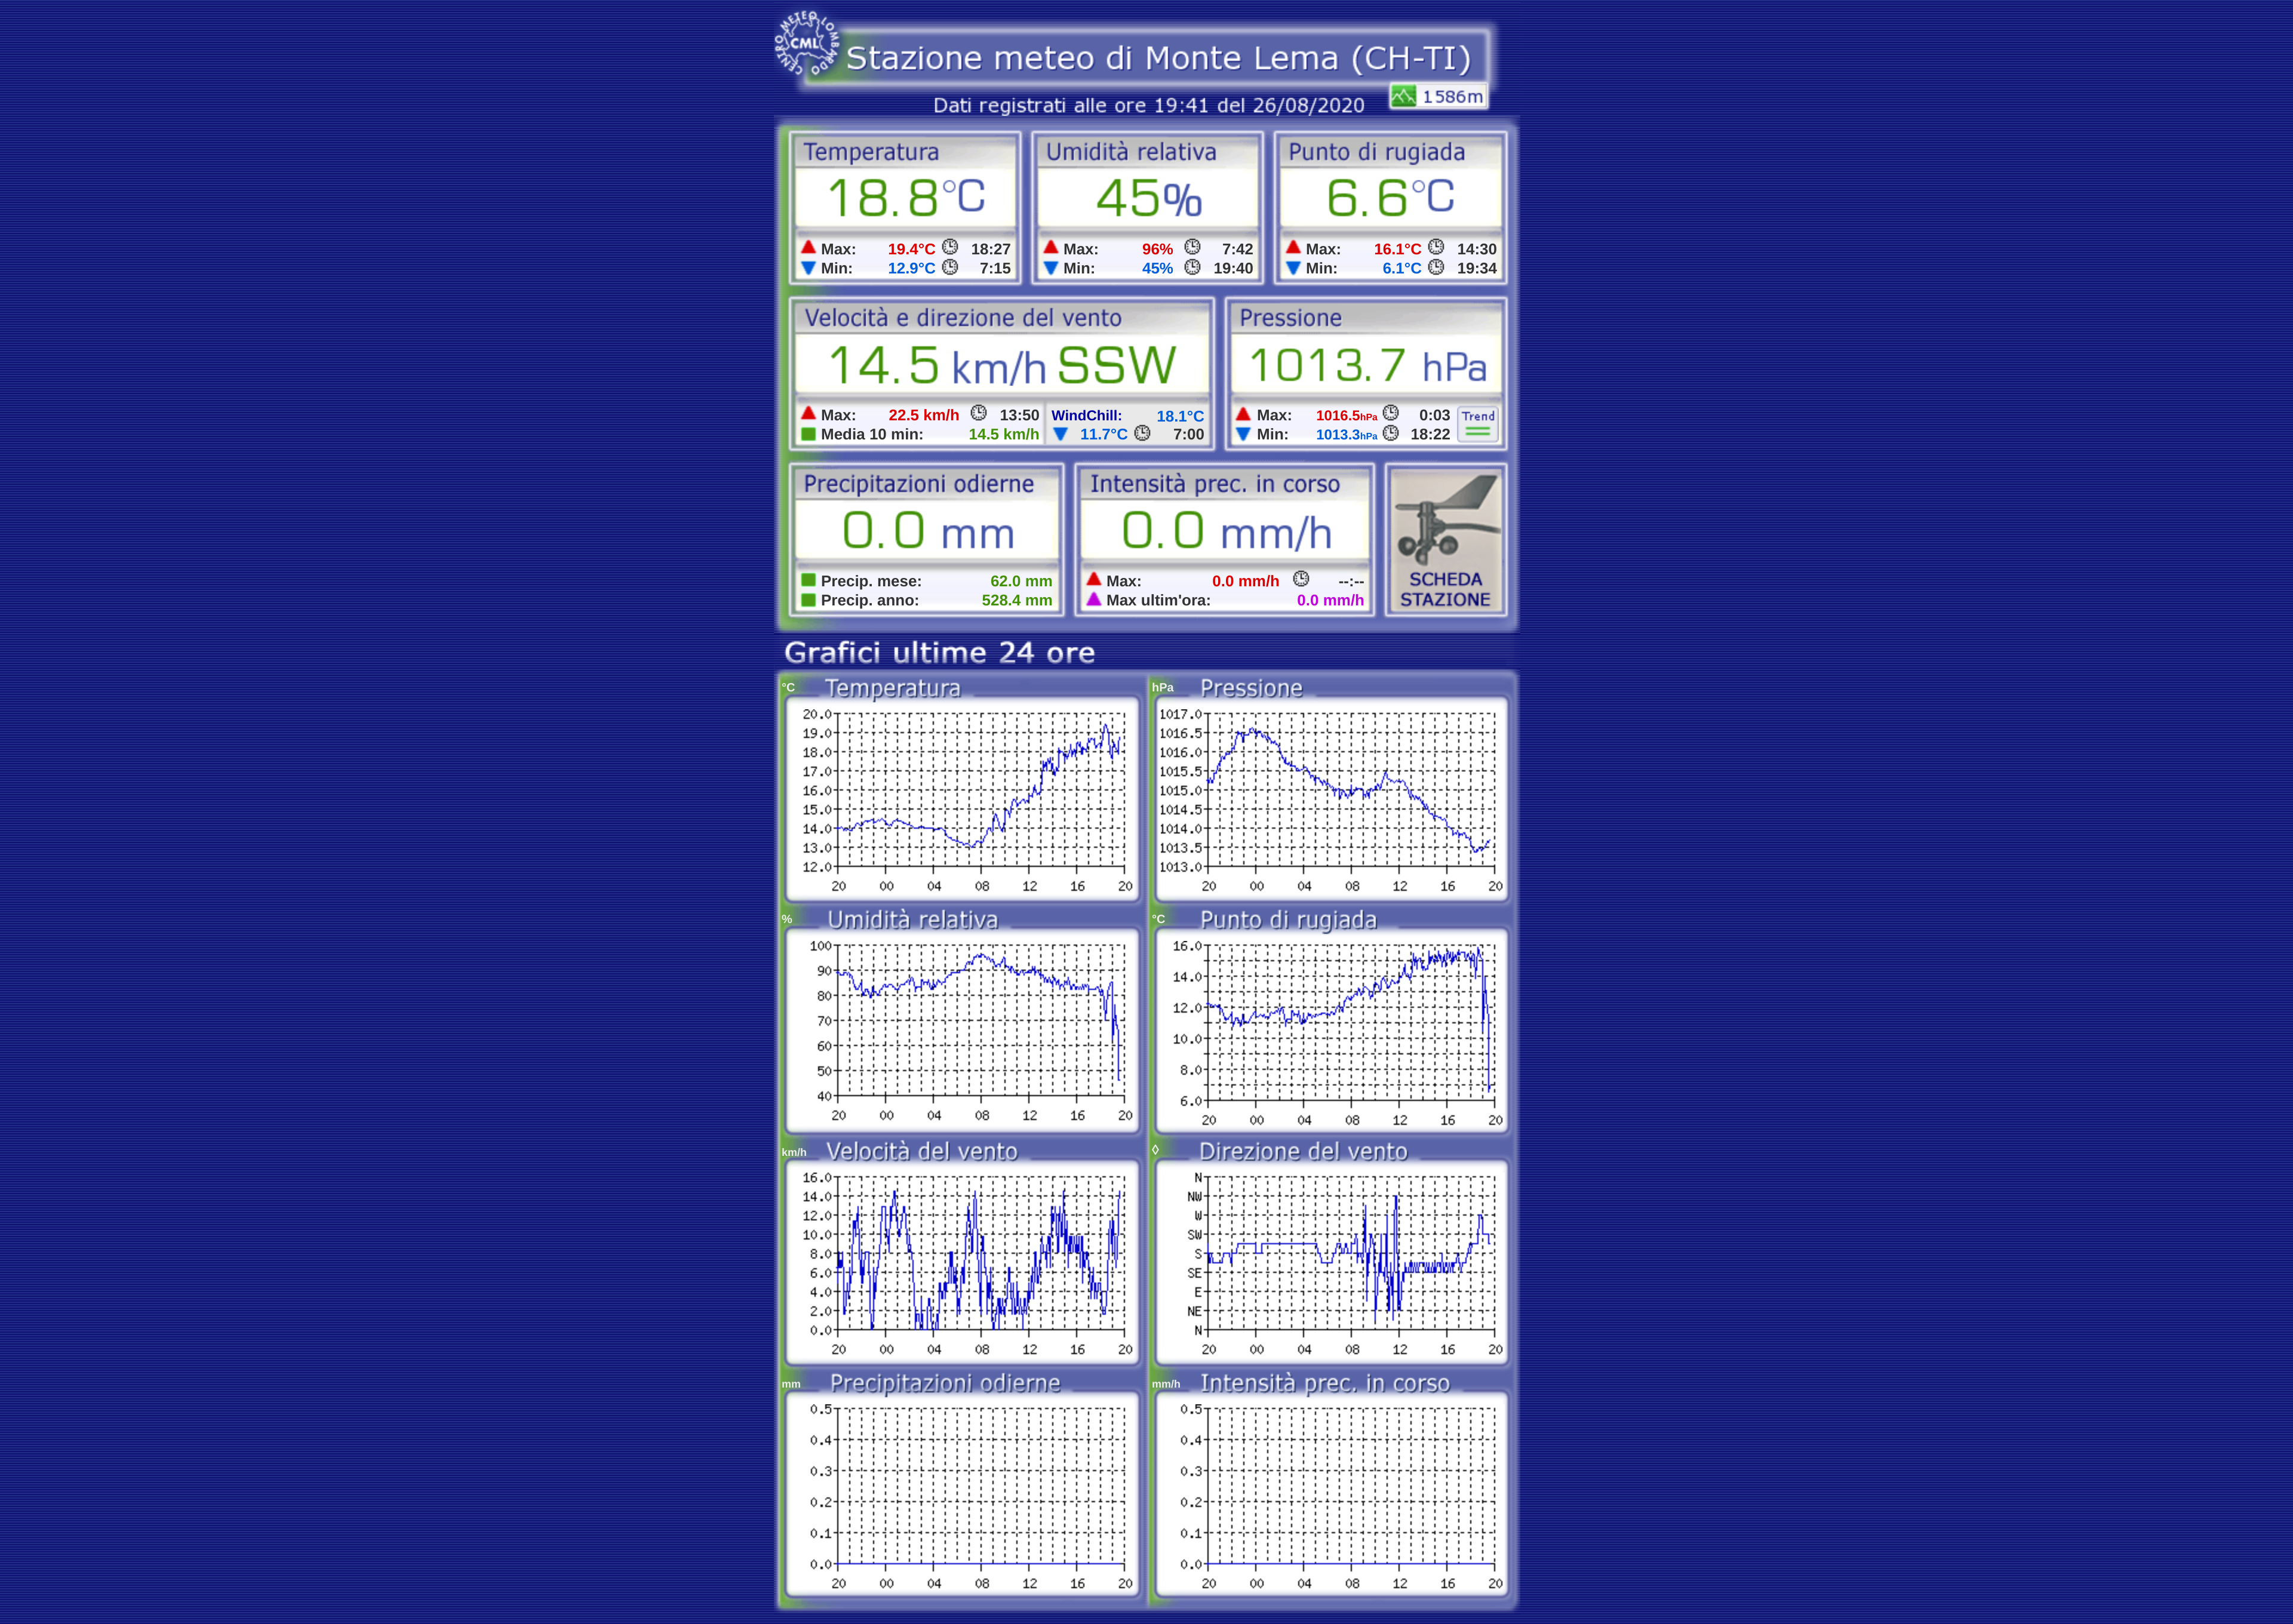 CENTRO METEO LOMBARDO
CML
Stazione meteo di Monte Lema (CH-TI)
Dati registrati alle ore 19:41 del 26/08/2020
1586m
Temperatura
18.8°C
Max: 19.4°C 18:27
Min: 12.9°C 7:15
Umidità relativa
45%
Max: 96% 7:42
Min: 45% 19:40
Punto di rugiada
6.6°C
Max: 16.1°C 14:30
Min: 6.1°C 19:34
Velocità e direzione del vento
14.5 km/h SSW
Max: 22.5 km/h 13:50
Media 10 min: 14.5 km/h
WindChill: 18.1°C
11.7°C 7:00
Pressione
1013.7 hPa
Max: 1016.5hPa 0:03
Min: 1013.3hPa 18:22
Trend
Precipitazioni odierne
0.0 mm
Precip. mese: 62.0 mm
Precip. anno: 528.4 mm
Intensità prec. in corso
0.0 mm/h
Max: 0.0 mm/h --:--
Max ultim'ora: 0.0 mm/h
SCHEDA
STAZIONE
Grafici ultime 24 ore
°C Temperatura
20.0
19.0
18.0
17.0
16.0
15.0
14.0
13.0
12.0
20 00 04 08 12 16 20
hPa Pressione
1017.0
1016.5
1016.0
1015.5
1015.0
1014.5
1014.0
1013.5
1013.0
20 00 04 08 12 16 20
% Umidità relativa
100
90
80
70
60
50
40
20 00 04 08 12 16 20
°C Punto di rugiada
16.0
14.0
12.0
10.0
8.0
6.0
20 00 04 08 12 16 20
km/h Velocità del vento
16.0
14.0
12.0
10.0
8.0
6.0
4.0
2.0
0.0
20 00 04 08 12 16 20
◊ Direzione del vento
N
NW
W
SW
S
SE
E
NE
N
20 00 04 08 12 16 20
mm Precipitazioni odierne
0.5
0.4
0.3
0.2
0.1
0.0
20 00 04 08 12 16 20
mm/h Intensità prec. in corso
0.5
0.4
0.3
0.2
0.1
0.0
20 00 04 08 12 16 20